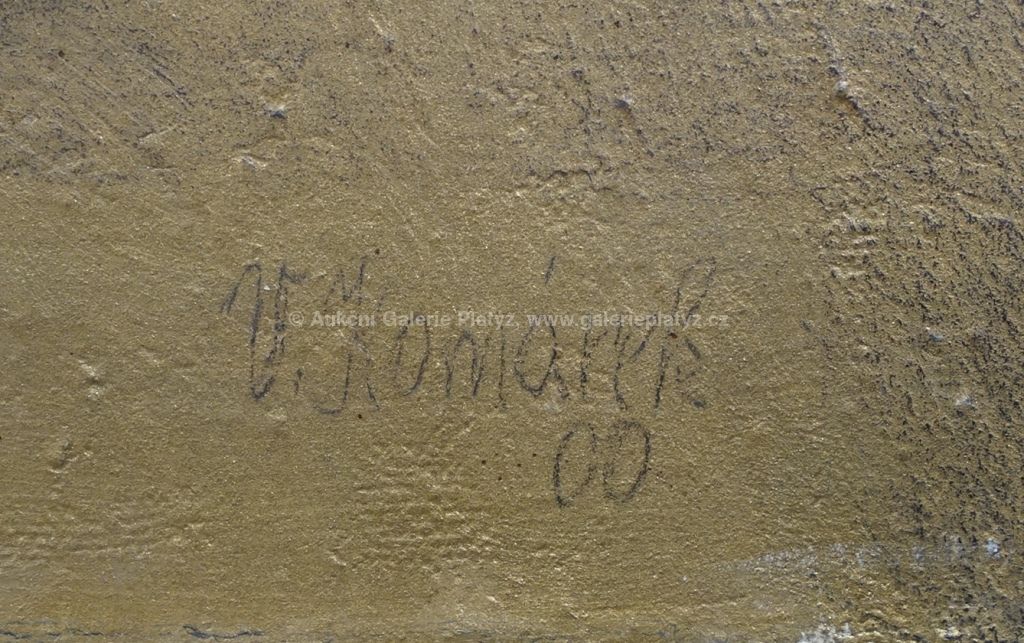 V. Komárek
© Aukční Galerie Platýz, www.galerieplatyz.cz
00